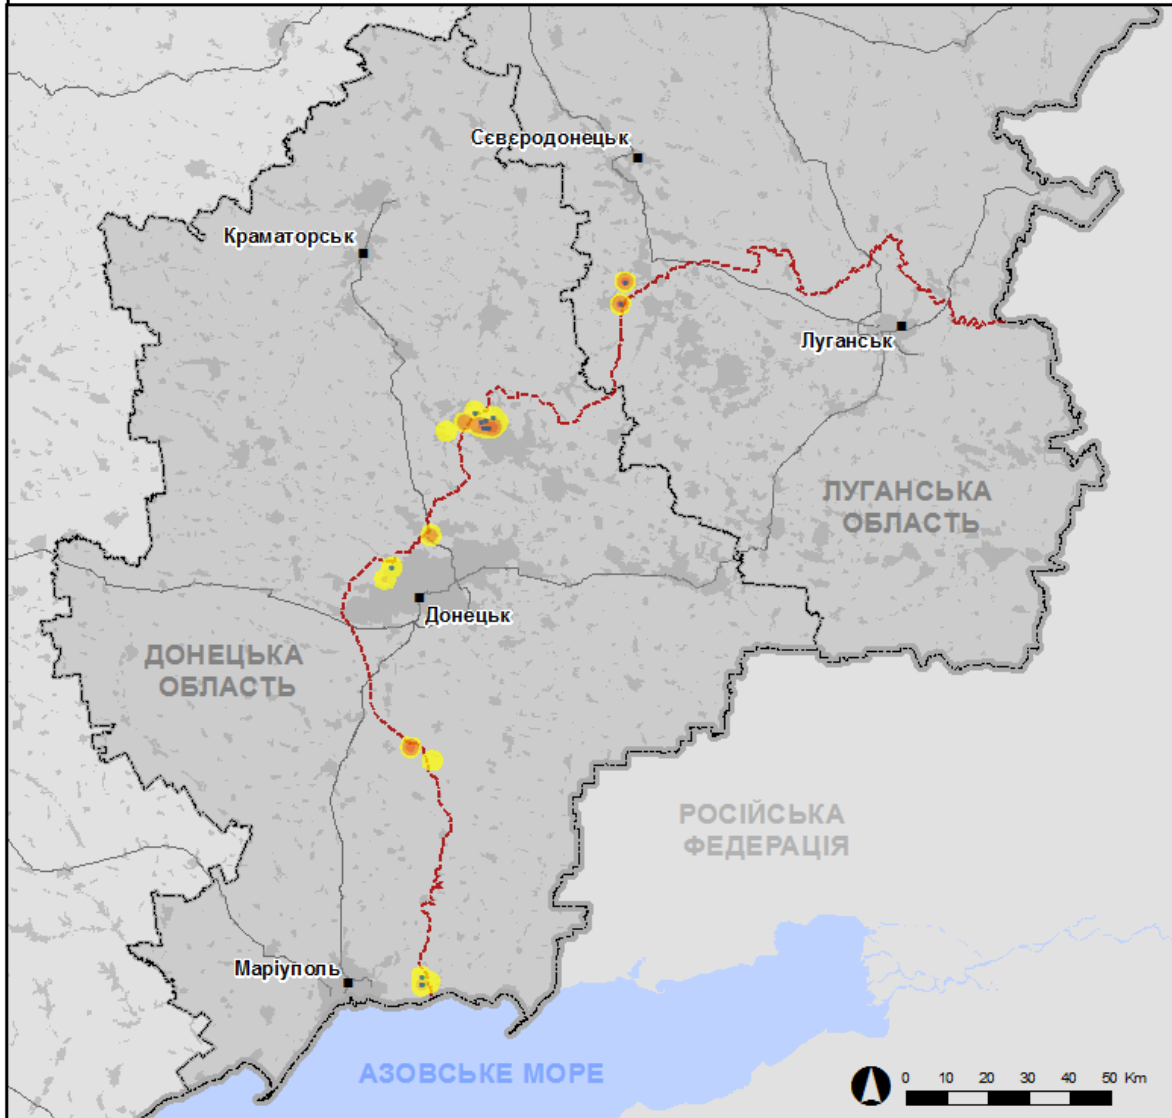 Сєвєродонецьк
Краматорськ
Луганськ
ЛУГАНСЬКА
ОБЛАСТЬ
Донецьк
ДОНЕЦЬКА
ОБЛАСТЬ
РОСІЙСЬКА
ФЕДЕРАЦІЯ
Маріуполь
АЗОВСЬКЕ МОРЕ
0 10 20 30 40 50 Km